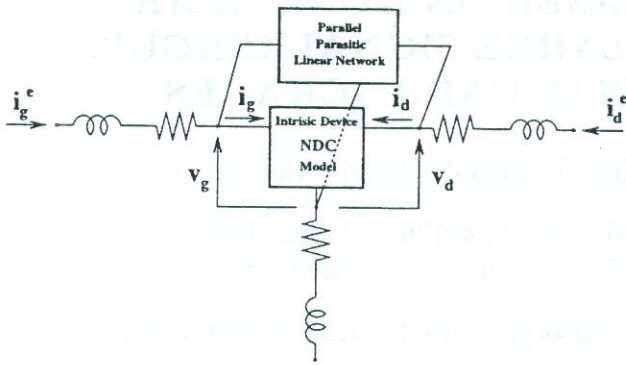 Parallel
Parasitic
Linear Network
i_g^e
i_g
i_d
i_d^e
Intrisic Device
NDC
Model
v_g
v_d